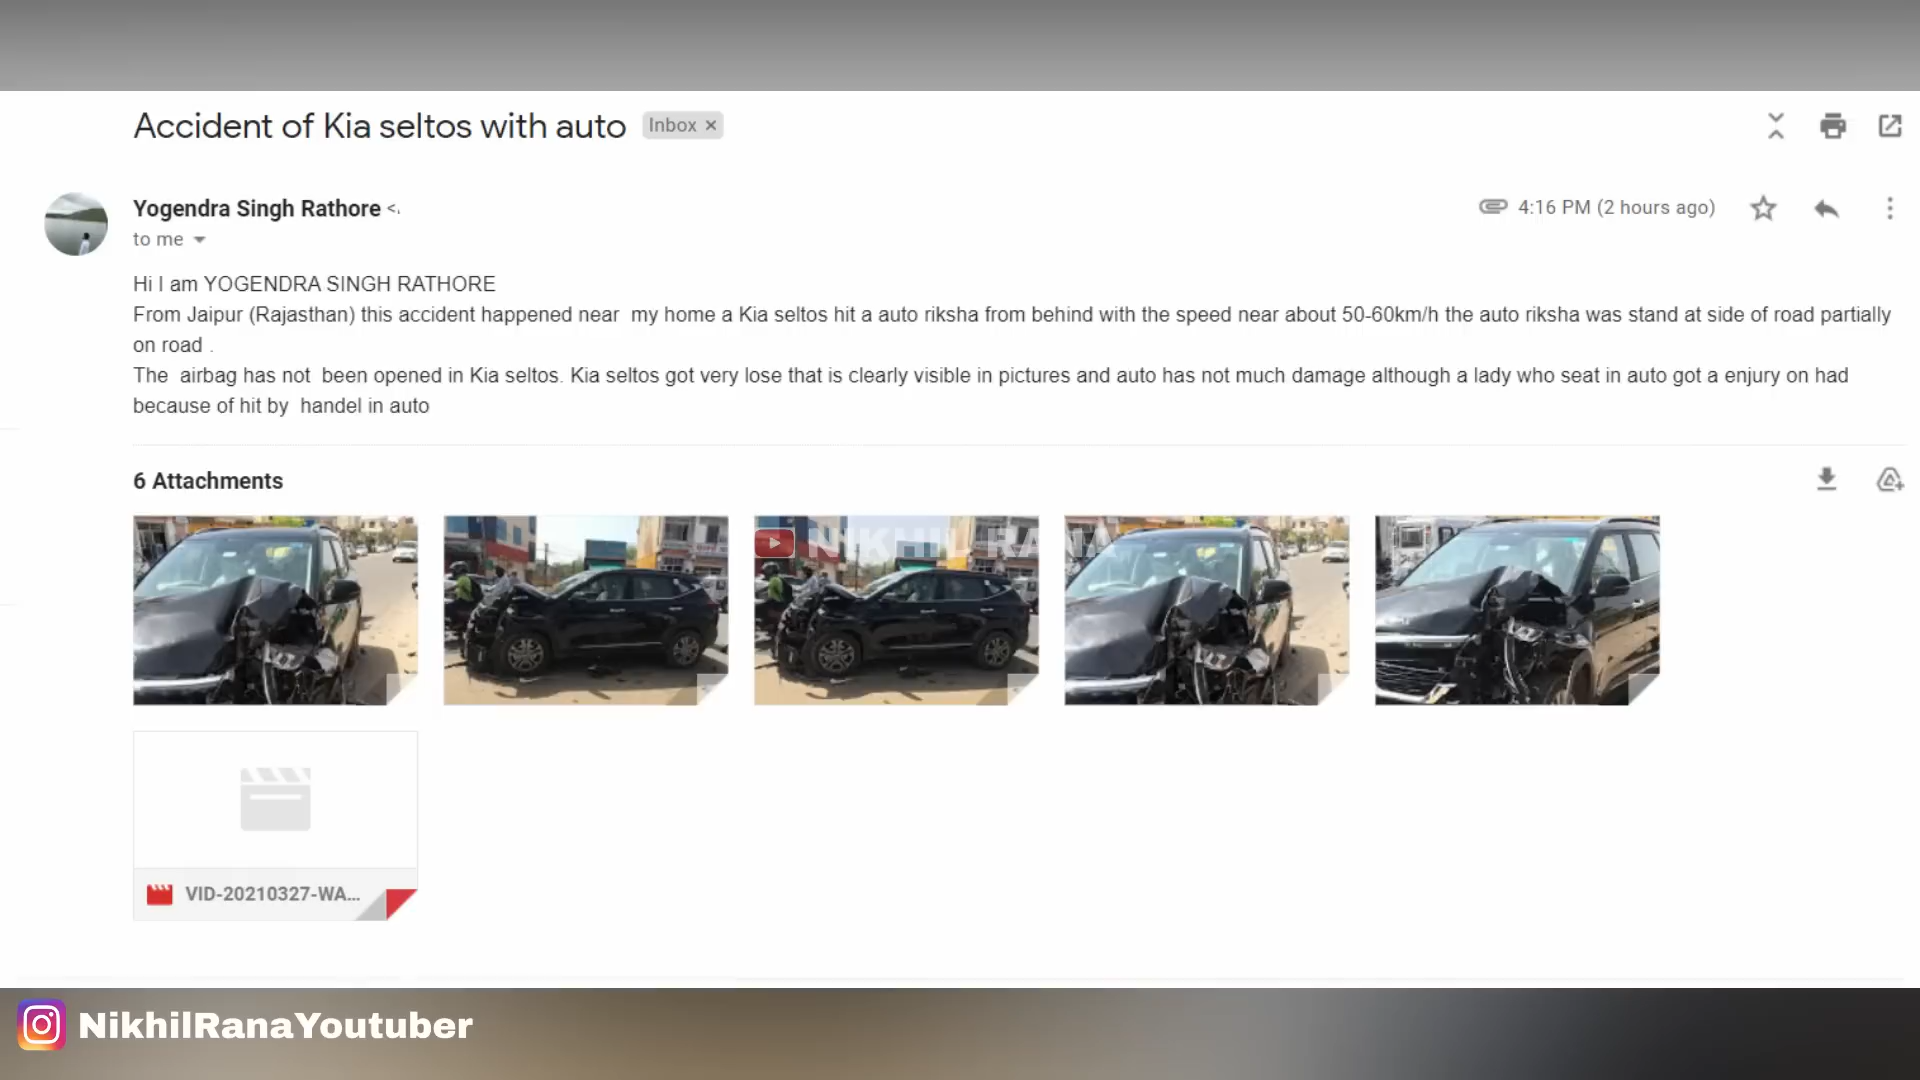 Accident of Kia seltos with auto
Inbox ×
Yogendra Singh Rathore <
4:16 PM (2 hours ago)
to me
Hi I am YOGENDRA SINGH RATHORE
From Jaipur (Rajasthan) this accident happened near  my home a Kia seltos hit a auto riksha from behind with the speed near about 50-60km/h the auto riksha was stand at side of road partially
on road .
The  airbag has not  been opened in Kia seltos. Kia seltos got very lose that is clearly visible in pictures and auto has not much damage although a lady who seat in auto got a enjury on had
because of hit by  handel in auto
6 Attachments
NIKHIL RANA
VID-20210327-WA...
NikhilRanaYoutuber